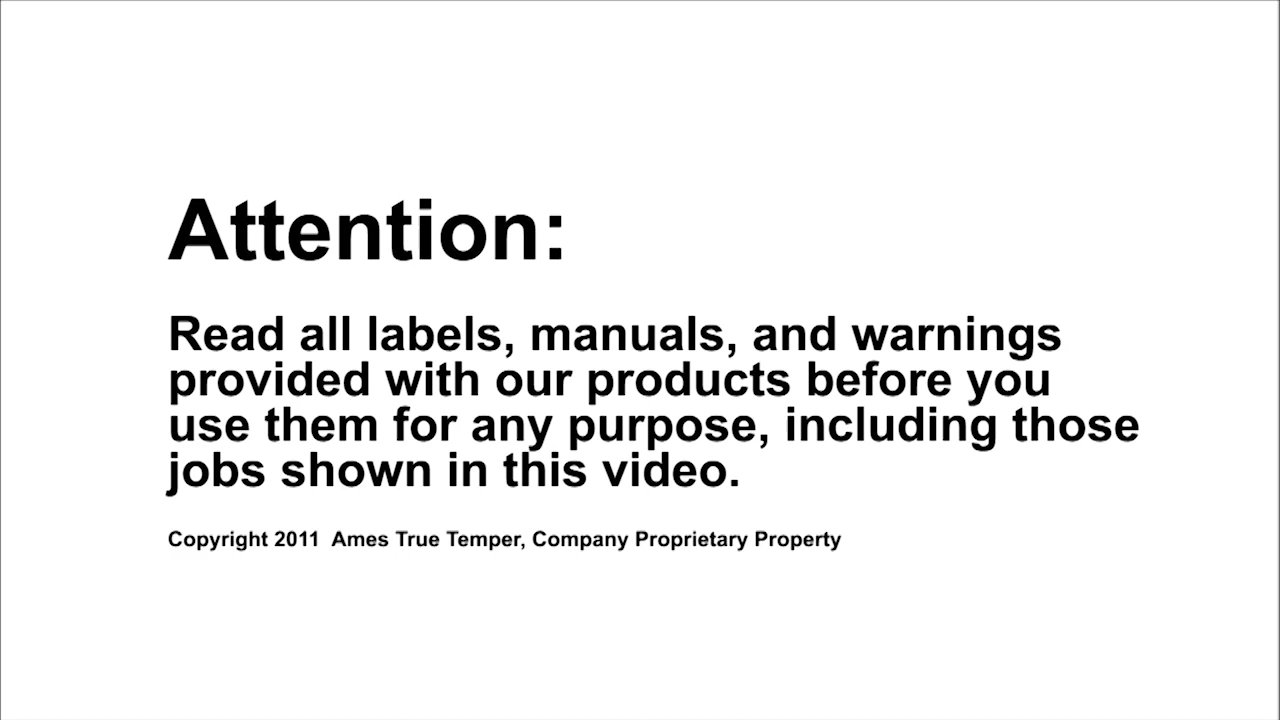 Attention:
Read all labels, manuals, and warnings
provided with our products before you
use them for any purpose, including those
jobs shown in this video.
Copyright 2011  Ames True Temper, Company Proprietary Property